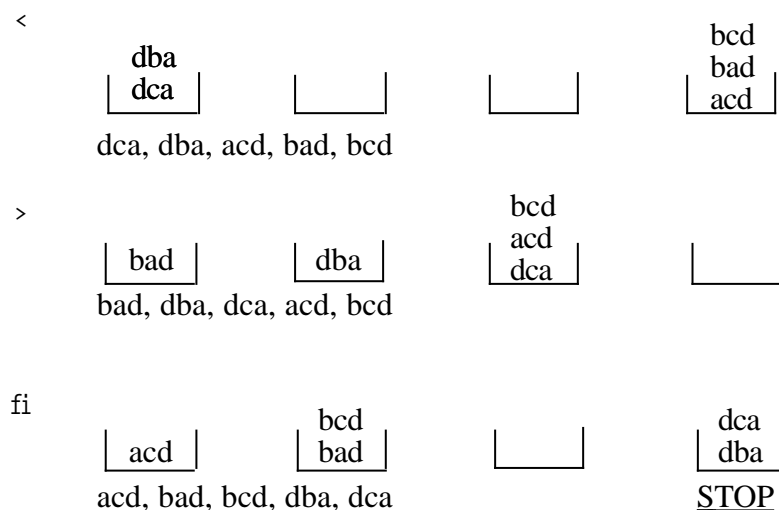 <
dba
dca
bcd
bad
acd
dca, dba, acd, bad, bcd
>
bad
dba
bcd
acd
dca
bad, dba, dca, acd, bcd
fi
acd
bcd
bad
dca
dba
acd, bad, bcd, dba, dca
STOP